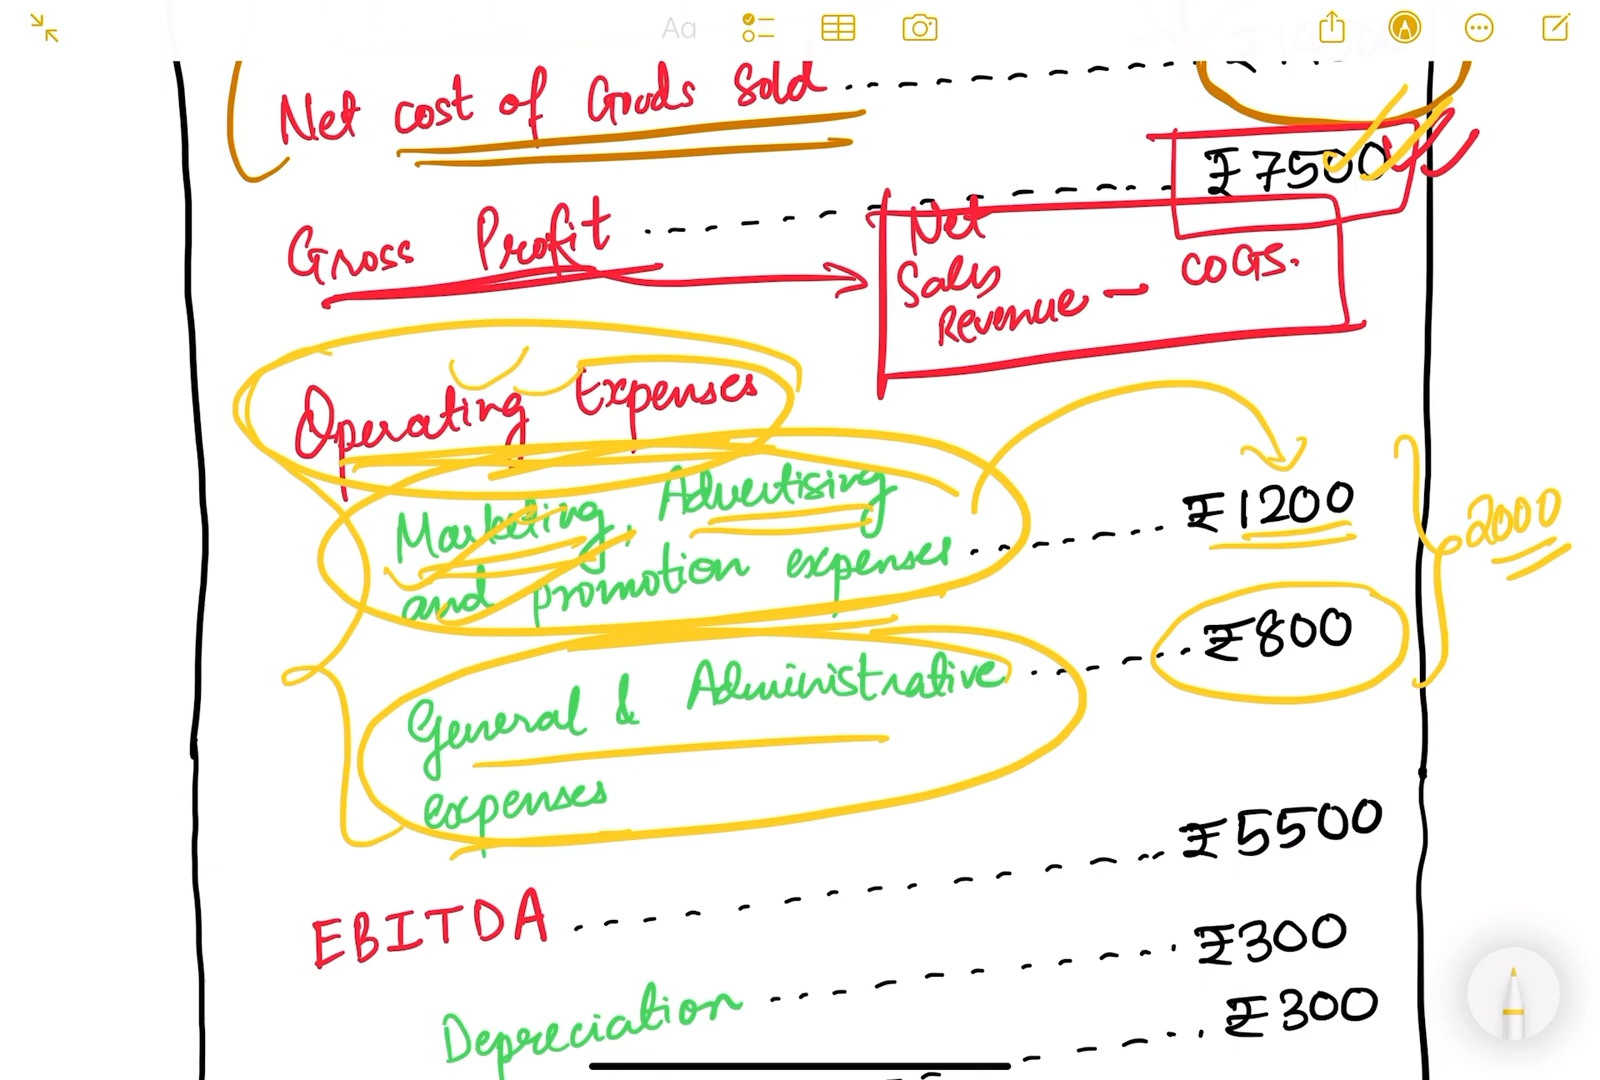 Aa
Net cost of Goods Sold
₹7500
Gross Profit
Net
Sales
Revenue - COGS.
Operating Expenses
Marketing, Advertising
and promotion expenses ₹1200
2000
General & Administrative ₹800
expenses
EBITDA ₹5500
Depreciation ₹300
₹300